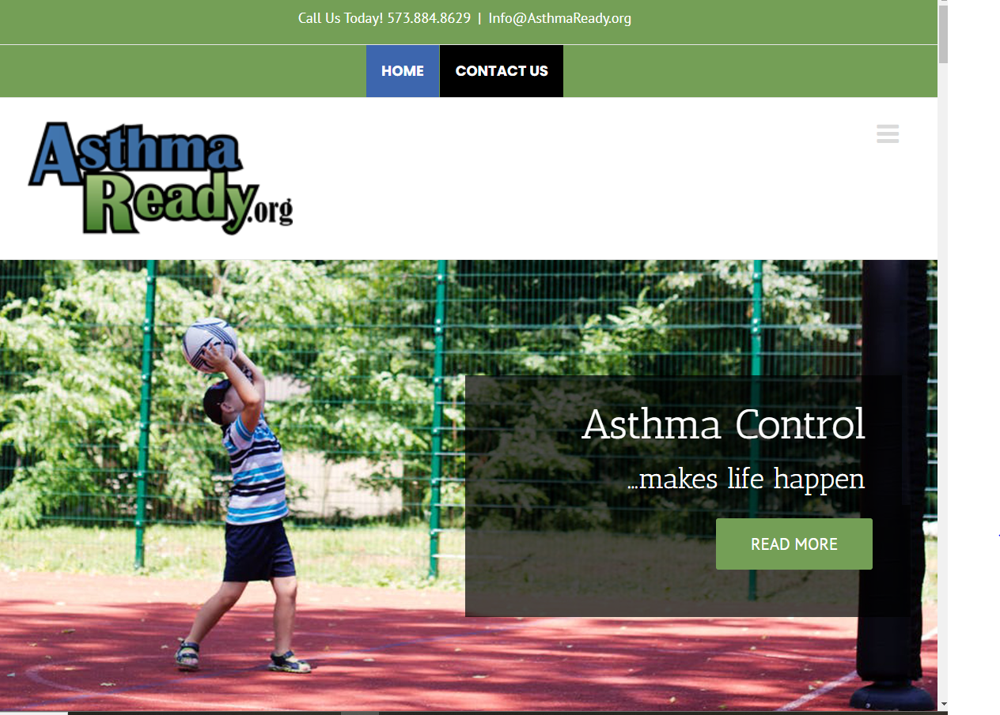 Call Us Today! 573.884.8629 | Info@AsthmaReady.org
HOME CONTACT US
Asthma
Ready.org
Asthma Control
...makes life happen
READ MORE